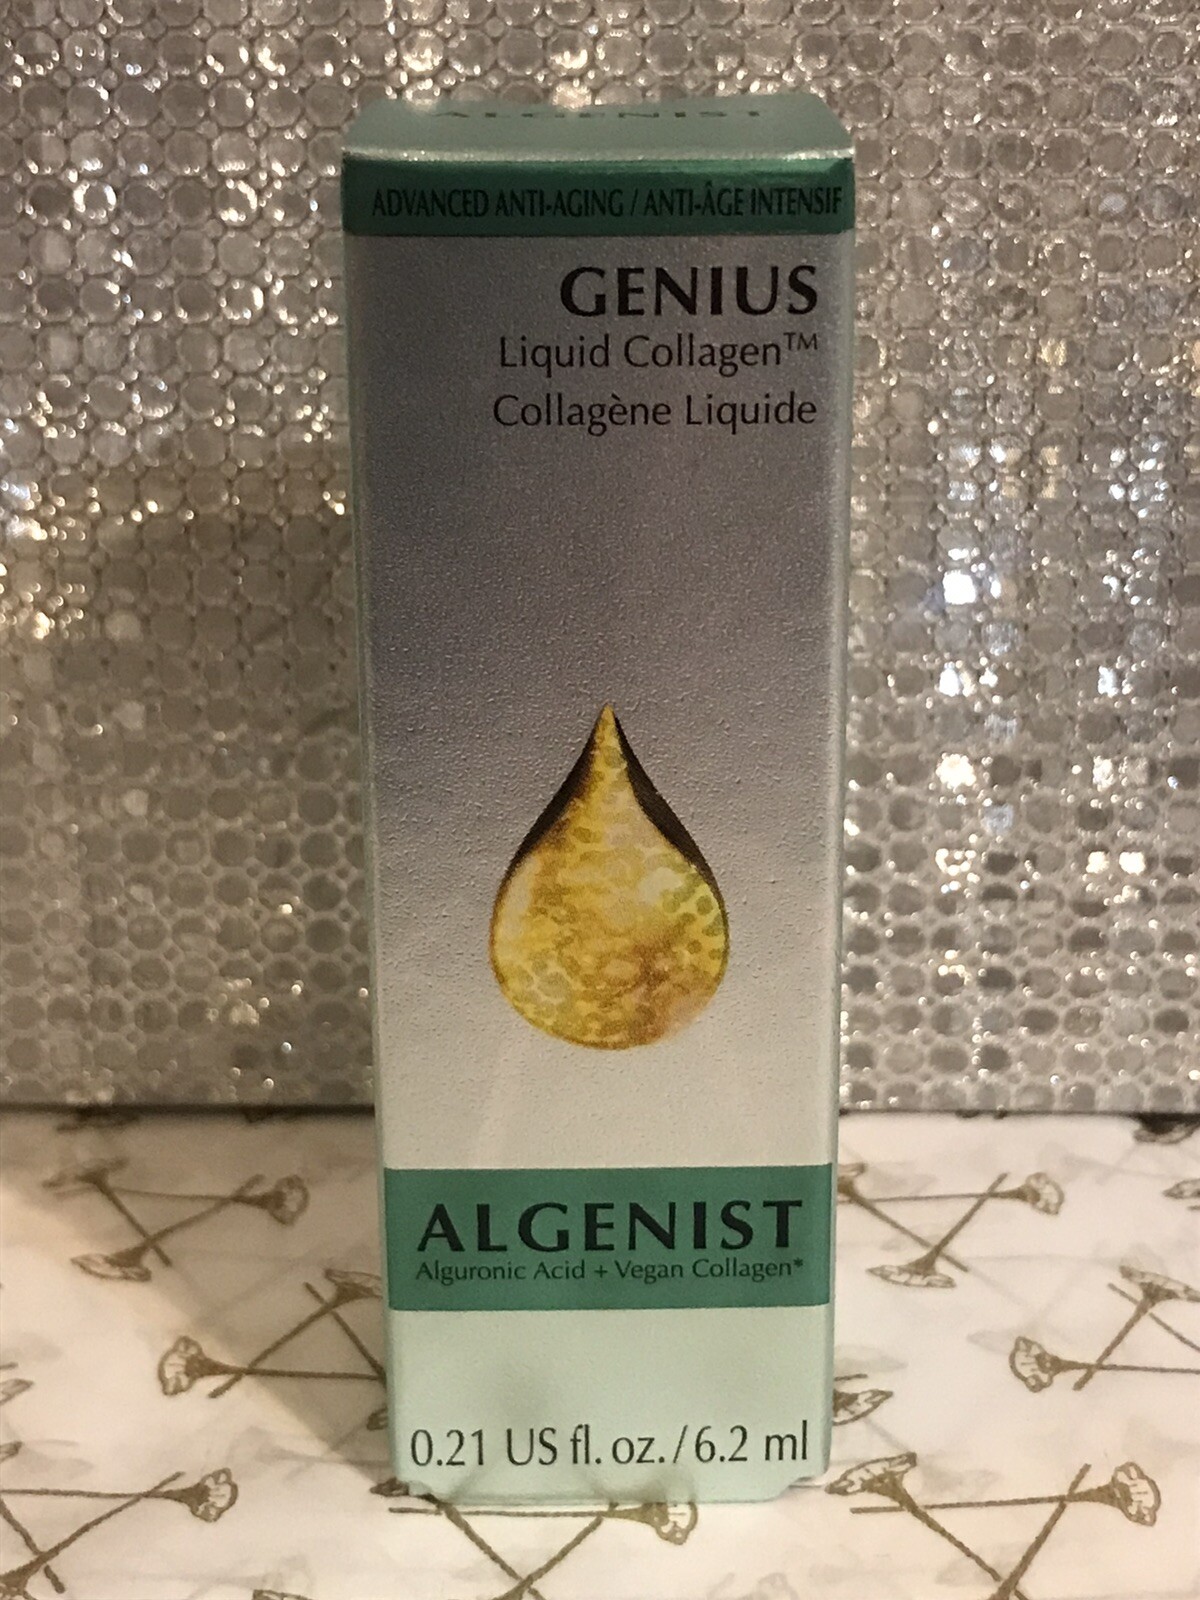 ALGENIST
ADVANCED ANTI-AGING / ANTI-ÂGE INTENSIF
GENIUS
Liquid Collagen™
Collagène Liquide
ALGENIST
Alguronic Acid + Vegan Collagen*
0.21 US fl. oz. / 6.2 ml